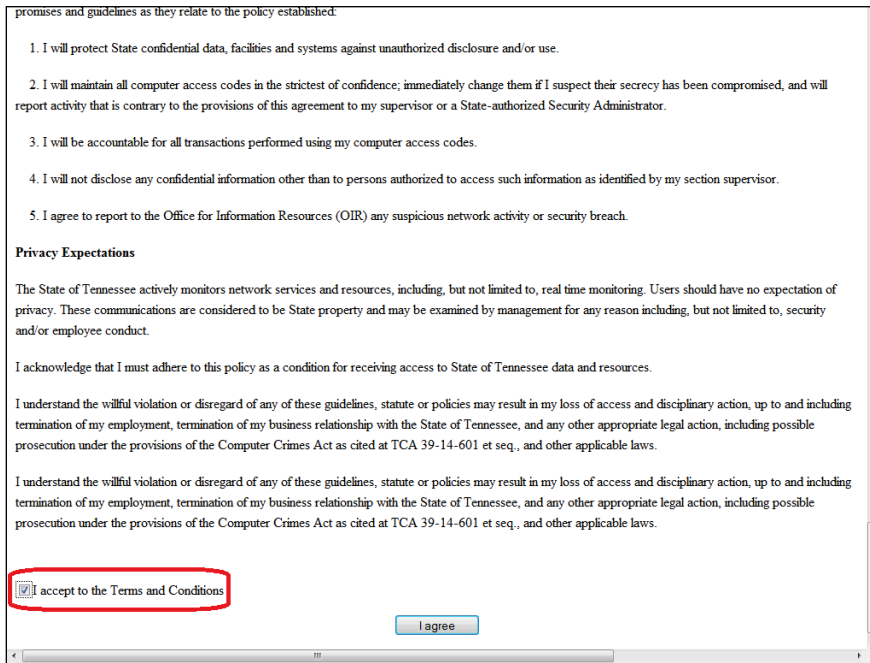 promises and guidelines as they relate to the policy established:
1. I will protect State confidential data, facilities and systems against unauthorized disclosure and/or use.
2. I will maintain all computer access codes in the strictest of confidence; immediately change them if I suspect their secrecy has been compromised, and will
report activity that is contrary to the provisions of this agreement to my supervisor or a State-authorized Security Administrator.
3. I will be accountable for all transactions performed using my computer access codes.
4. I will not disclose any confidential information other than to persons authorized to access such information as identified by my section supervisor.
5. I agree to report to the Office for Information Resources (OIR) any suspicious network activity or security breach.
Privacy Expectations
The State of Tennessee actively monitors network services and resources, including, but not limited to, real time monitoring. Users should have no expectation of
privacy. These communications are considered to be State property and may be examined by management for any reason including, but not limited to, security
and/or employee conduct.
I acknowledge that I must adhere to this policy as a condition for receiving access to State of Tennessee data and resources.
I understand the willful violation or disregard of any of these guidelines, statute or policies may result in my loss of access and disciplinary action, up to and including
termination of my employment, termination of my business relationship with the State of Tennessee, and any other appropriate legal action, including possible
prosecution under the provisions of the Computer Crimes Act as cited at TCA 39-14-601 et seq., and other applicable laws.
I understand the willful violation or disregard of any of these guidelines, statute or policies may result in my loss of access and disciplinary action, up to and including
termination of my employment, termination of my business relationship with the State of Tennessee, and any other appropriate legal action, including possible
prosecution under the provisions of the Computer Crimes Act as cited at TCA 39-14-601 et seq., and other applicable laws.
I accept to the Terms and Conditions
I agree